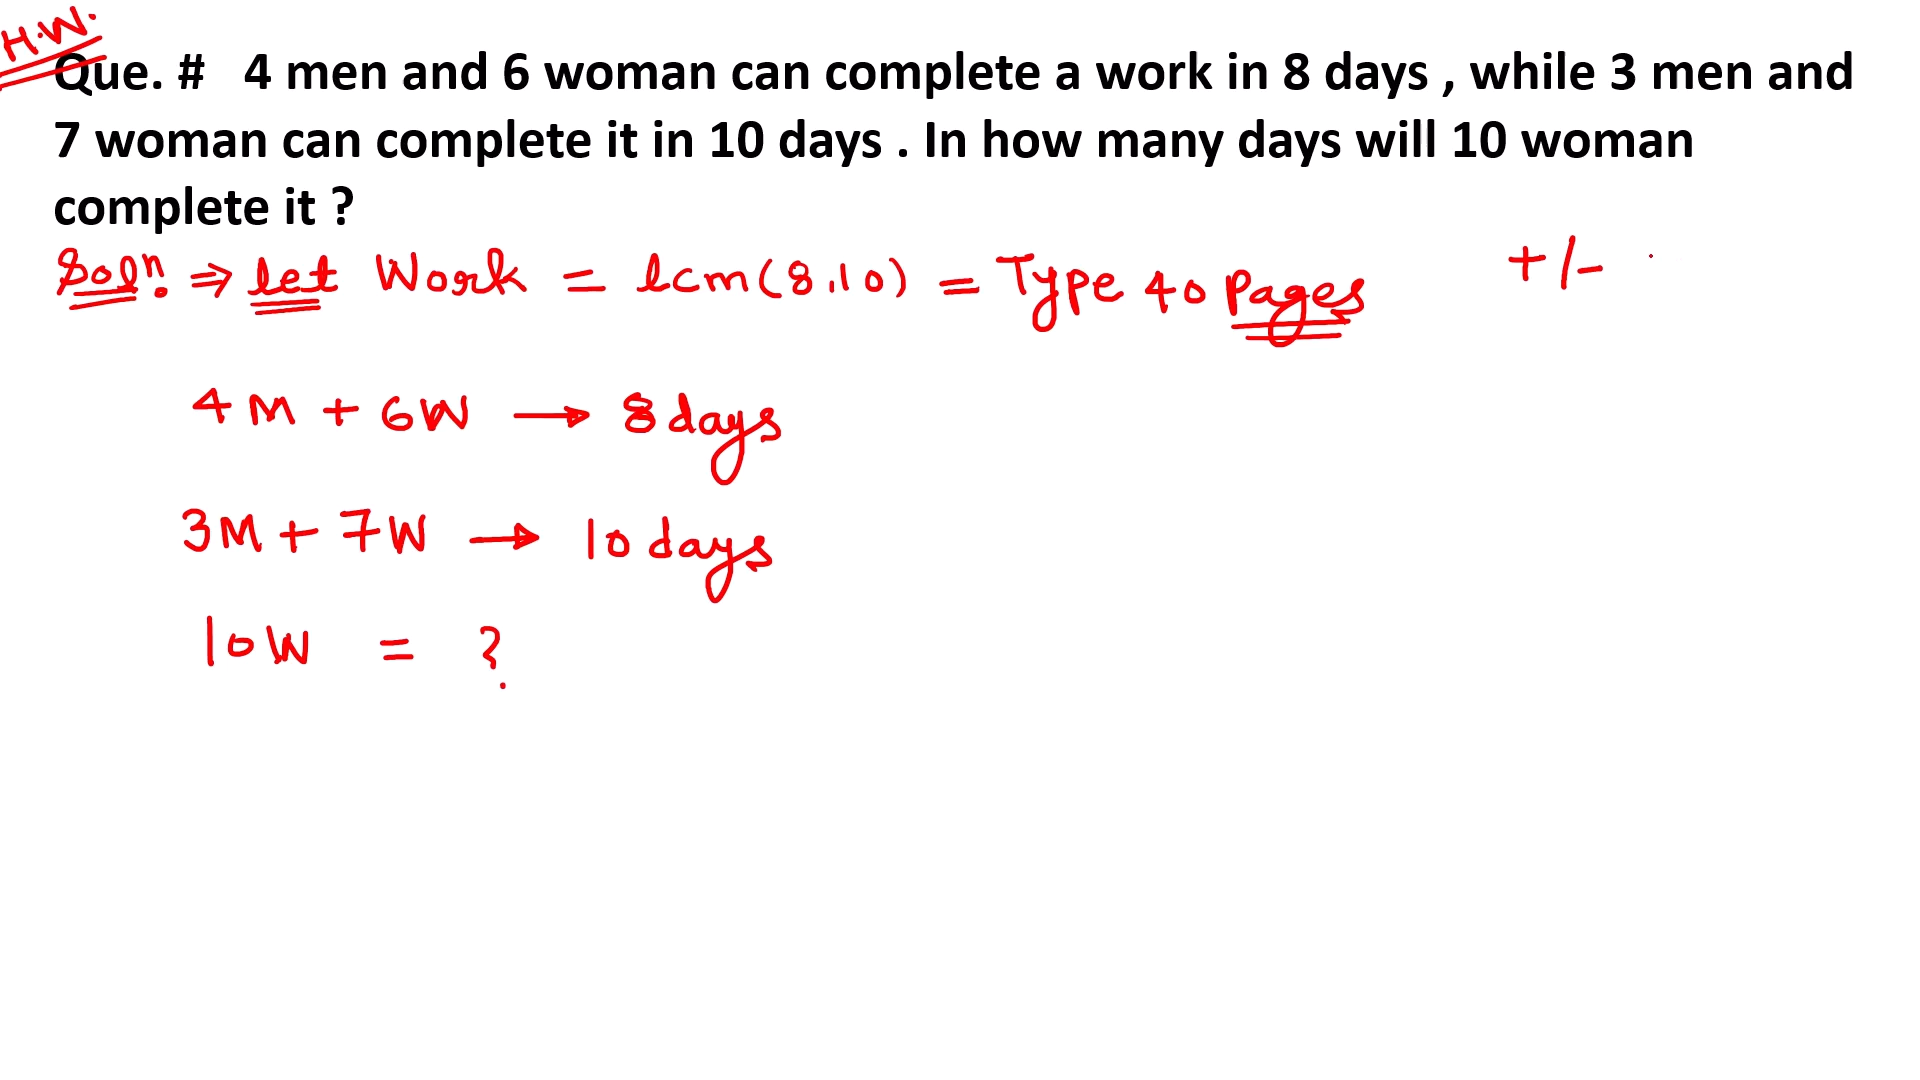 H.W.
Que. # 4 men and 6 woman can complete a work in 8 days , while 3 men and
7 woman can complete it in 10 days . In how many days will 10 woman
complete it ?
Soln. ⇒ let Work = lcm(8,10) = Type 40 Pages +/-
4M + 6W → 8 days
3M + 7W → 10 days
10W = ?